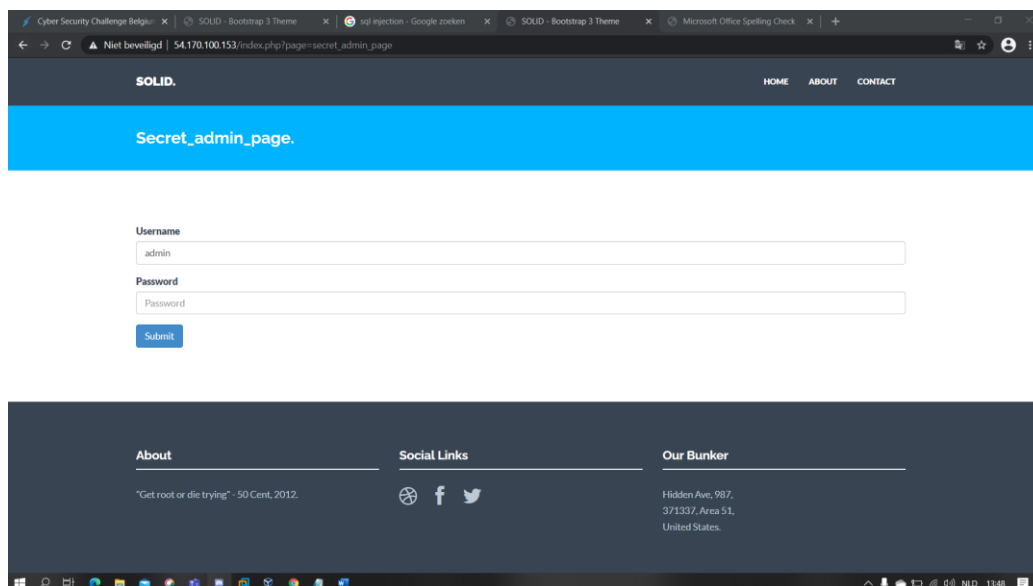 Cyber Security Challenge Belgiu
SOLID - Bootstrap 3 Theme
sql injection - Google zoeken
SOLID - Bootstrap 3 Theme
Microsoft Office Spelling Check
Niet beveiligd | 54.170.100.153/index.php?page=secret_admin_page
SOLID.
HOME ABOUT CONTACT
Secret_admin_page.
Username
admin
Password
Password
Submit
About
Social Links
Our Bunker
"Get root or die trying" - 50 Cent, 2012.
Hidden Ave, 987,
371337, Area 51,
United States.
NLD 13:48